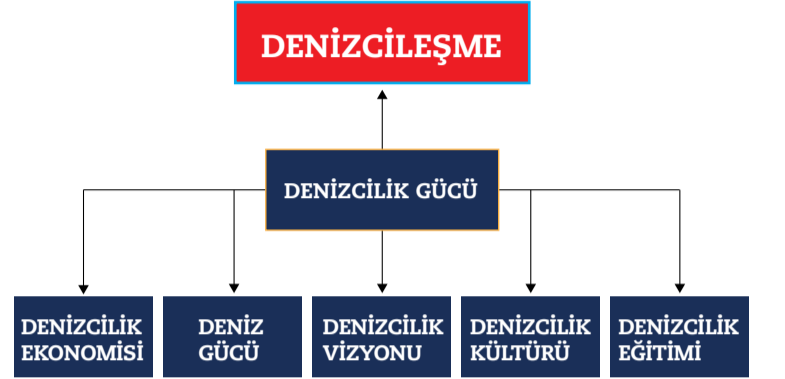 DENİZCİLEŞME
DENİZCİLİK GÜCÜ
DENİZCİLİK
EKONOMİSİ
DENİZ
GÜCÜ
DENİZCİLİK
VİZYONU
DENİZCİLİK
KÜLTÜRÜ
DENİZCİLİK
EĞİTİMİ